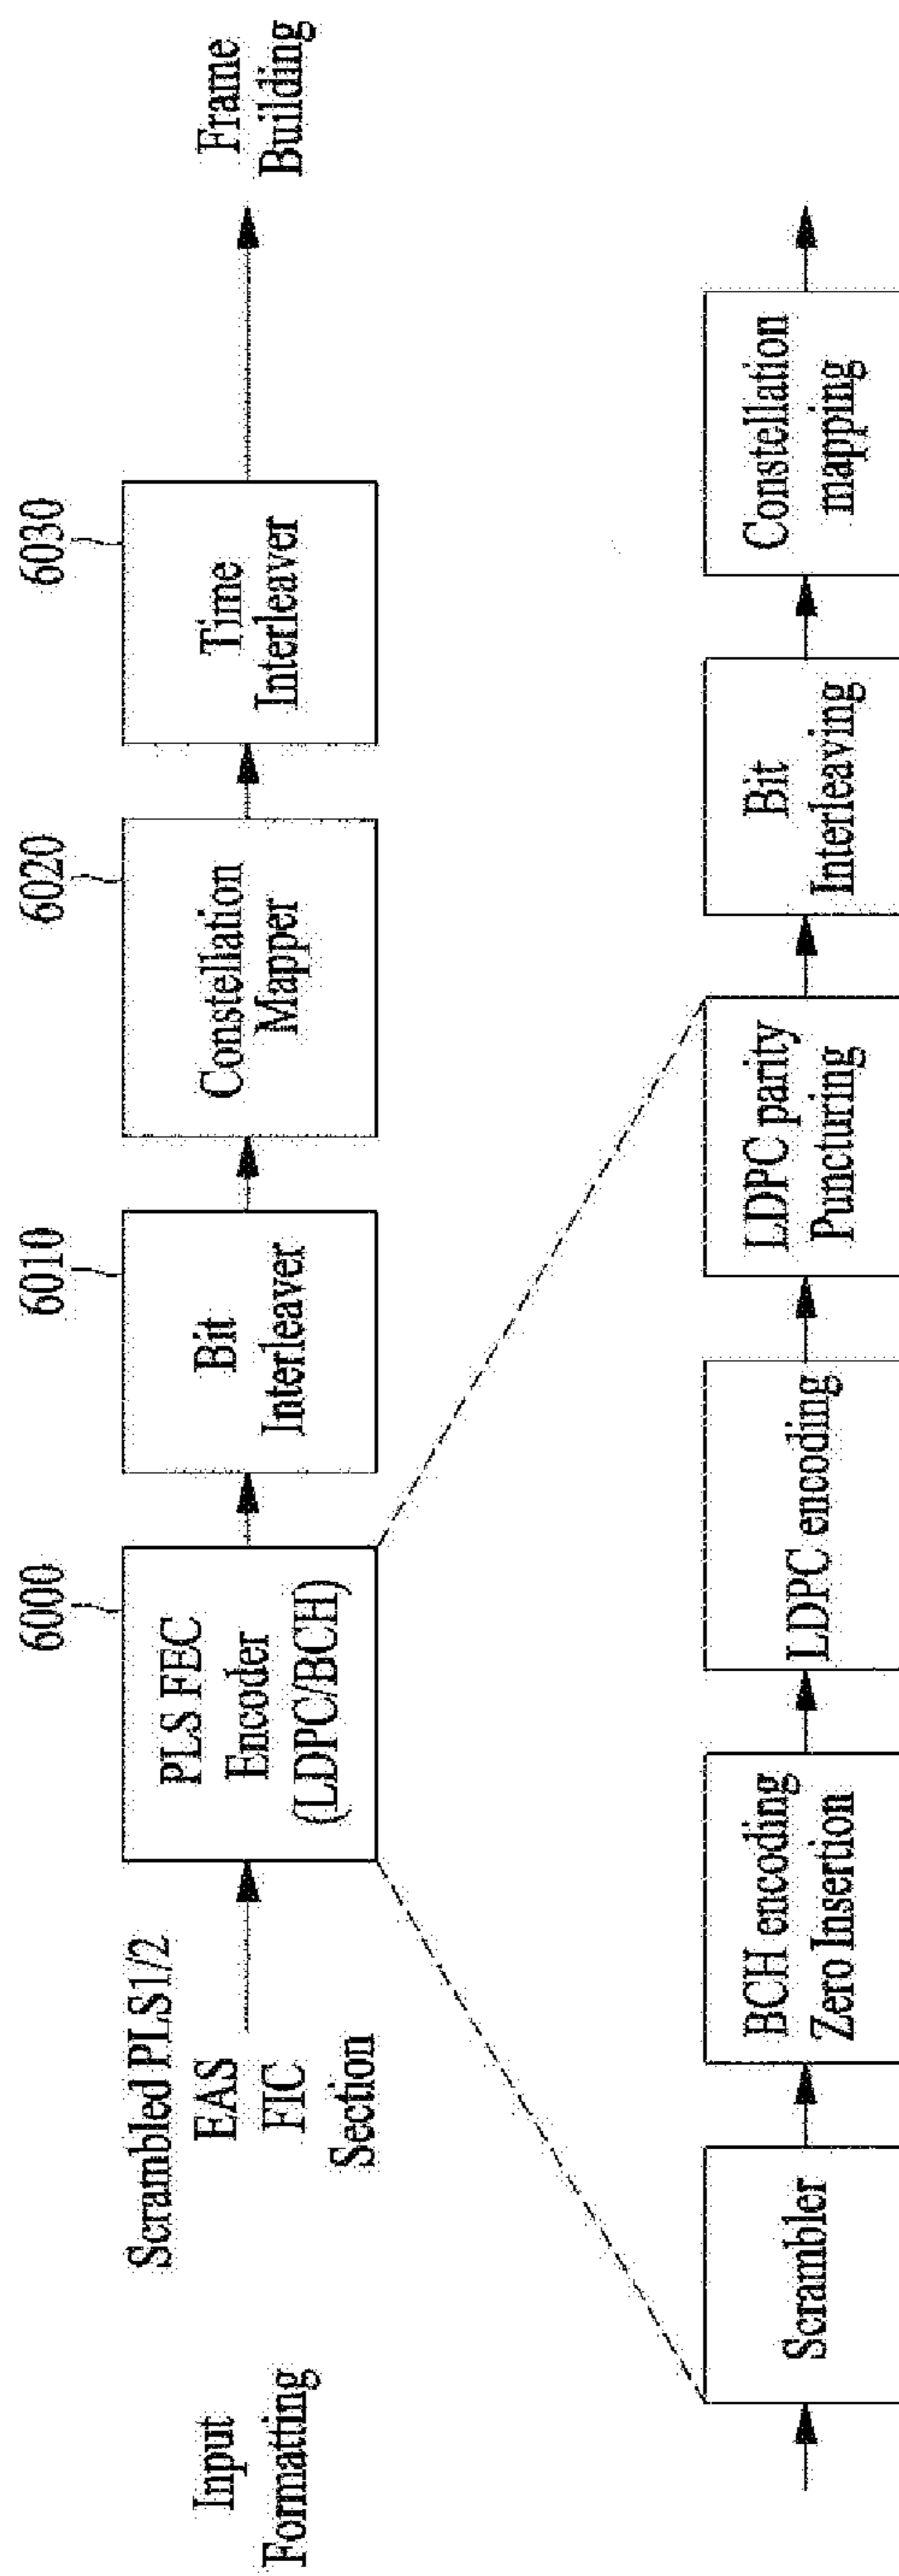 Input
Formatting
Scrambled PLS1/2
EAS
FIC
Section
6000
PLS FEC
Encoder
(LDPC/BCH)
6010
Bit
Interleaver
6020
Constellation
Mapper
6030
Time
Interleaver
Frame
Building
Scrambler
BCH encoding
Zero Insertion
LDPC encoding
LDPC parity
Puncturing
Bit
Interleaving
Constellation
mapping